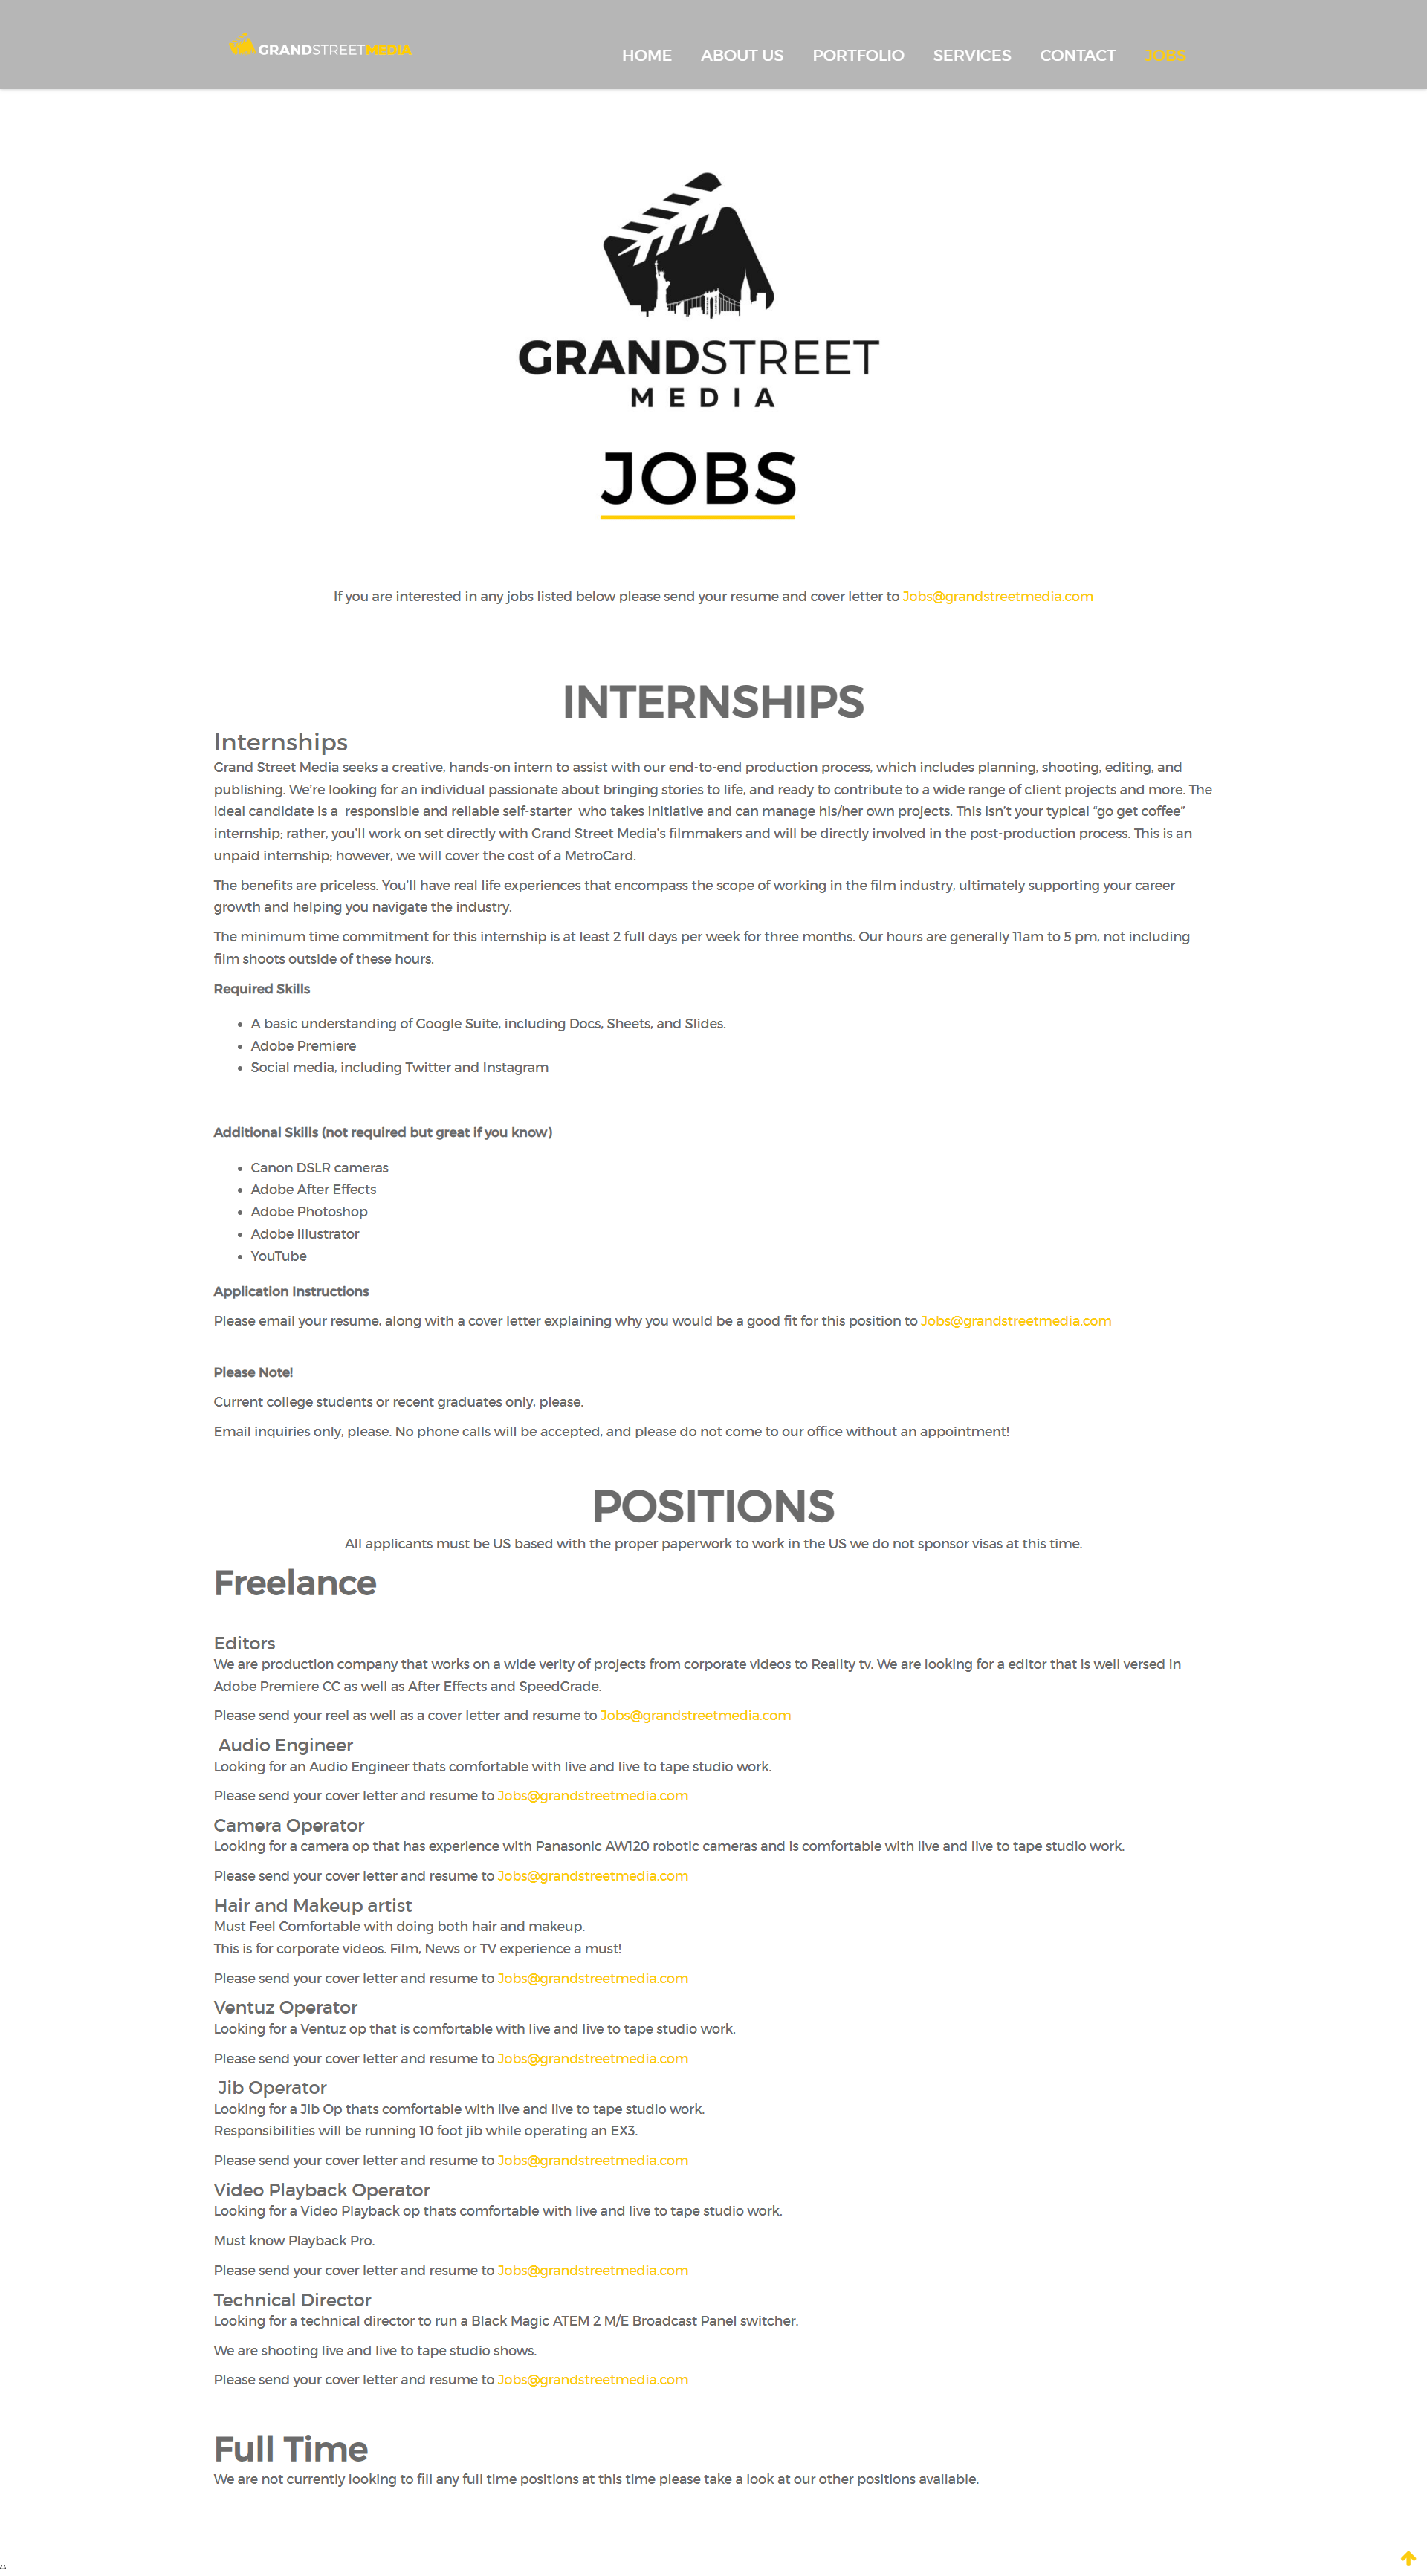 GRANDSTREETMEDIA
HOME ABOUT US PORTFOLIO SERVICES CONTACT JOBS
GRANDSTREET
MEDIA
JOBS
If you are interested in any jobs listed below please send your resume and cover letter to Jobs@grandstreetmedia.com
INTERNSHIPS
Internships
Grand Street Media seeks a creative, hands-on intern to assist with our end-to-end production process, which includes planning, shooting, editing, and
publishing. We’re looking for an individual passionate about bringing stories to life, and ready to contribute to a wide range of client projects and more. The
ideal candidate is a  responsible and reliable self-starter  who takes initiative and can manage his/her own projects. This isn’t your typical “go get coffee”
internship; rather, you’ll work on set directly with Grand Street Media’s filmmakers and will be directly involved in the post-production process. This is an
unpaid internship; however, we will cover the cost of a MetroCard.
The benefits are priceless. You’ll have real life experiences that encompass the scope of working in the film industry, ultimately supporting your career
growth and helping you navigate the industry.
The minimum time commitment for this internship is at least 2 full days per week for three months. Our hours are generally 11am to 5 pm, not including
film shoots outside of these hours.
Required Skills
• A basic understanding of Google Suite, including Docs, Sheets, and Slides.
• Adobe Premiere
• Social media, including Twitter and Instagram
Additional Skills (not required but great if you know)
• Canon DSLR cameras
• Adobe After Effects
• Adobe Photoshop
• Adobe Illustrator
• YouTube
Application Instructions
Please email your resume, along with a cover letter explaining why you would be a good fit for this position to Jobs@grandstreetmedia.com
Please Note!
Current college students or recent graduates only, please.
Email inquiries only, please. No phone calls will be accepted, and please do not come to our office without an appointment!
POSITIONS
All applicants must be US based with the proper paperwork to work in the US we do not sponsor visas at this time.
Freelance
Editors
We are production company that works on a wide verity of projects from corporate videos to Reality tv. We are looking for a editor that is well versed in
Adobe Premiere CC as well as After Effects and SpeedGrade.
Please send your reel as well as a cover letter and resume to Jobs@grandstreetmedia.com
Audio Engineer
Looking for an Audio Engineer thats comfortable with live and live to tape studio work.
Please send your cover letter and resume to Jobs@grandstreetmedia.com
Camera Operator
Looking for a camera op that has experience with Panasonic AW120 robotic cameras and is comfortable with live and live to tape studio work.
Please send your cover letter and resume to Jobs@grandstreetmedia.com
Hair and Makeup artist
Must Feel Comfortable with doing both hair and makeup.
This is for corporate videos. Film, News or TV experience a must!
Please send your cover letter and resume to Jobs@grandstreetmedia.com
Ventuz Operator
Looking for a Ventuz op that is comfortable with live and live to tape studio work.
Please send your cover letter and resume to Jobs@grandstreetmedia.com
Jib Operator
Looking for a Jib Op thats comfortable with live and live to tape studio work.
Responsibilities will be running 10 foot jib while operating an EX3.
Please send your cover letter and resume to Jobs@grandstreetmedia.com
Video Playback Operator
Looking for a Video Playback op thats comfortable with live and live to tape studio work.
Must know Playback Pro.
Please send your cover letter and resume to Jobs@grandstreetmedia.com
Technical Director
Looking for a technical director to run a Black Magic ATEM 2 M/E Broadcast Panel switcher.
We are shooting live and live to tape studio shows.
Please send your cover letter and resume to Jobs@grandstreetmedia.com
Full Time
We are not currently looking to fill any full time positions at this time please take a look at our other positions available.